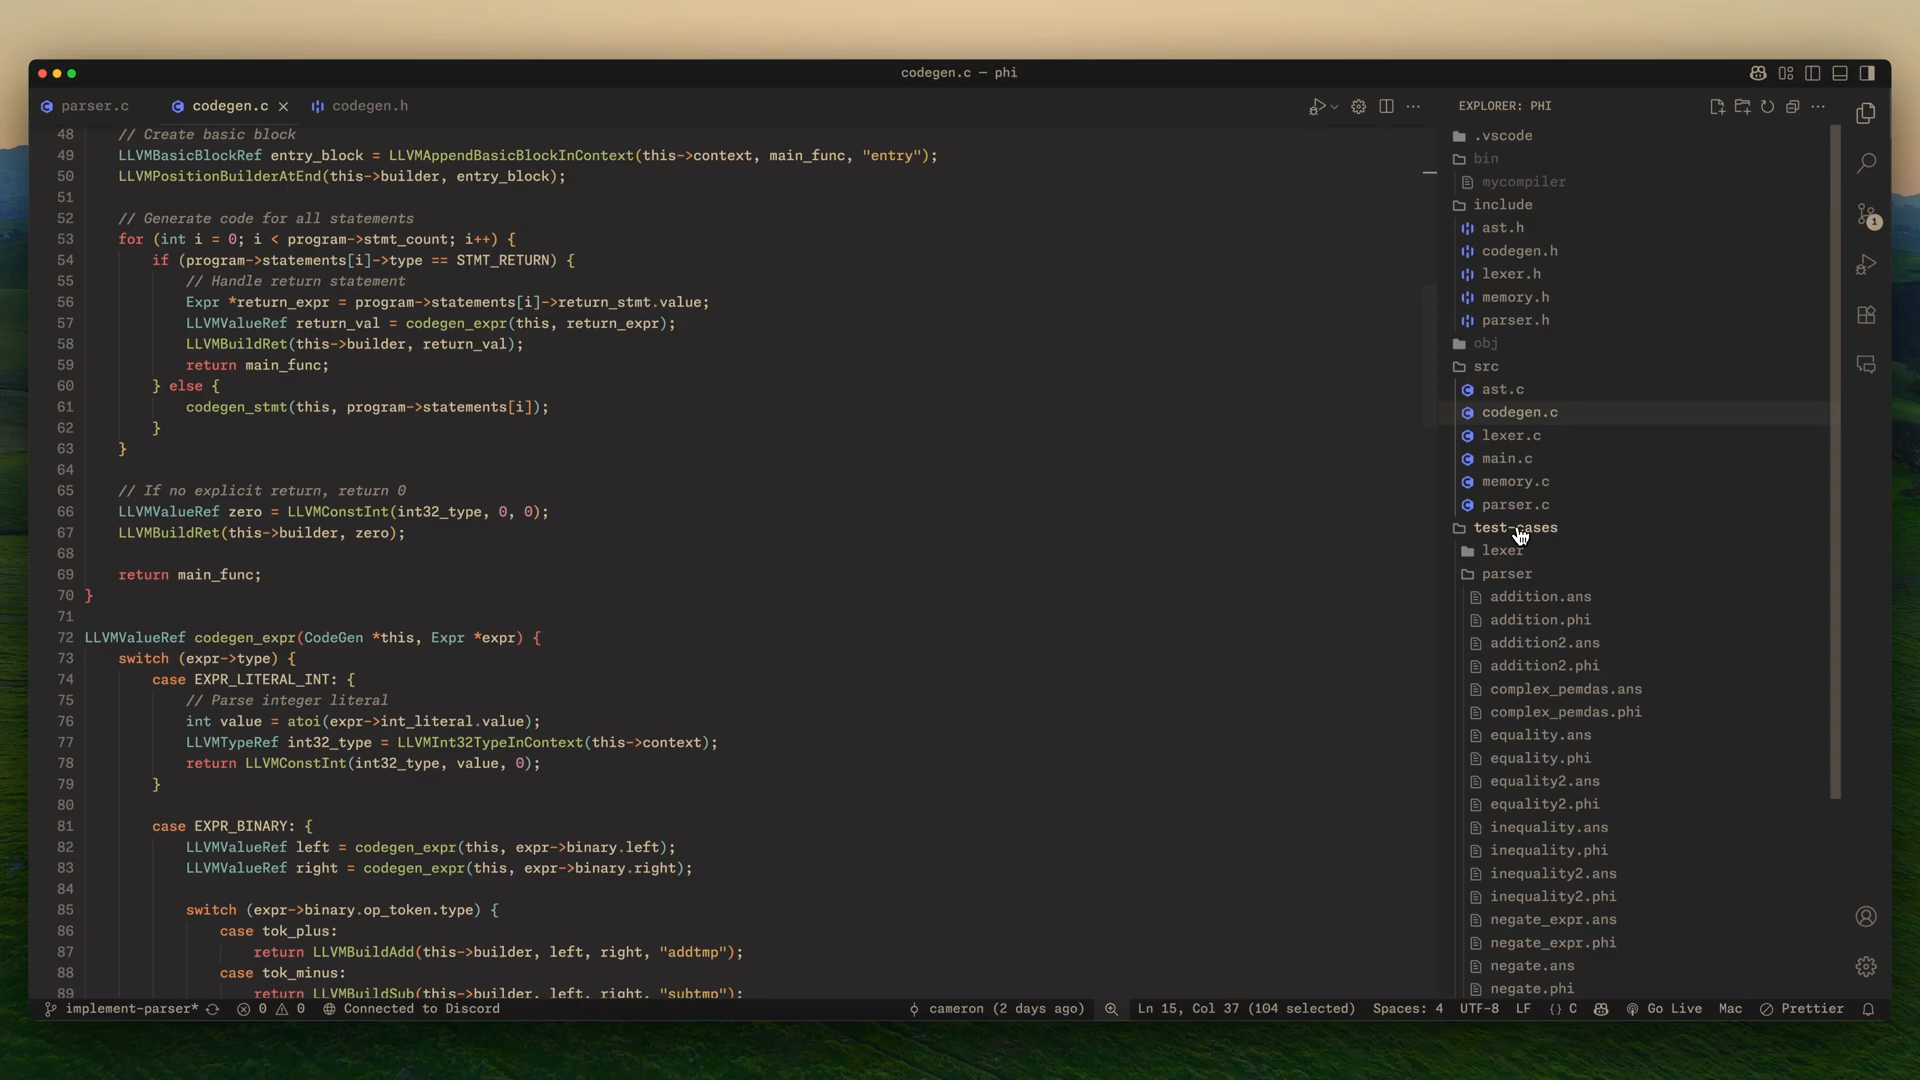 codegen.c — phi
parser.c
codegen.c
codegen.h
48 // Create basic block
49 LLVMBasicBlockRef entry_block = LLVMAppendBasicBlockInContext(this->context, main_func, "entry");
50 LLVMPositionBuilderAtEnd(this->builder, entry_block);
51
52 // Generate code for all statements
53 for (int i = 0; i < program->stmt_count; i++) {
54 if (program->statements[i]->type == STMT_RETURN) {
55 // Handle return statement
56 Expr *return_expr = program->statements[i]->return_stmt.value;
57 LLVMValueRef return_val = codegen_expr(this, return_expr);
58 LLVMBuildRet(this->builder, return_val);
59 return main_func;
60 } else {
61 codegen_stmt(this, program->statements[i]);
62 }
63 }
64
65 // If no explicit return, return 0
66 LLVMValueRef zero = LLVMConstInt(int32_type, 0, 0);
67 LLVMBuildRet(this->builder, zero);
68
69 return main_func;
70 }
71
72 LLVMValueRef codegen_expr(CodeGen *this, Expr *expr) {
73 switch (expr->type) {
74 case EXPR_LITERAL_INT: {
75 // Parse integer literal
76 int value = atoi(expr->int_literal.value);
77 LLVMTypeRef int32_type = LLVMInt32TypeInContext(this->context);
78 return LLVMConstInt(int32_type, value, 0);
79 }
80
81 case EXPR_BINARY: {
82 LLVMValueRef left = codegen_expr(this, expr->binary.left);
83 LLVMValueRef right = codegen_expr(this, expr->binary.right);
84
85 switch (expr->binary.op_token.type) {
86 case tok_plus:
87 return LLVMBuildAdd(this->builder, left, right, "addtmp");
88 case tok_minus:
89 return LLVMBuildSub(this->builder, left, right, "subtmp");
EXPLORER: PHI
.vscode
bin
mycompiler
include
ast.h
codegen.h
lexer.h
memory.h
parser.h
obj
src
ast.c
codegen.c
lexer.c
main.c
memory.c
parser.c
test-cases
lexer
parser
addition.ans
addition.phi
addition2.ans
addition2.phi
complex_pemdas.ans
complex_pemdas.phi
equality.ans
equality.phi
equality2.ans
equality2.phi
inequality.ans
inequality.phi
inequality2.ans
inequality2.phi
negate_expr.ans
negate_expr.phi
negate.ans
negate.phi
1
implement-parser* 0 0 Connected to Discord cameron (2 days ago) Ln 15, Col 37 (104 selected) Spaces: 4 UTF-8 LF {} C Go Live Mac Prettier